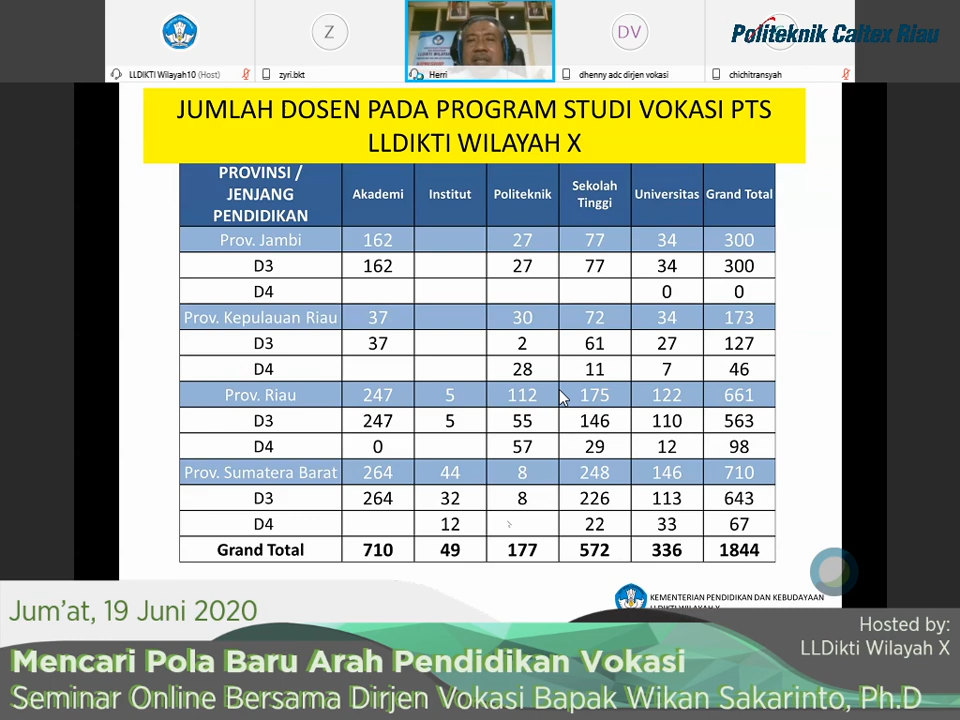 Z
DV
Politeknik Caltex Riau
LLDIKTI Wilayah10 (Host)
zyri.bkt
Herri
dhenny adc dirjen vokasi
chichitransyah
JUMLAH DOSEN PADA PROGRAM STUDI VOKASI PTS
LLDIKTI WILAYAH X
PROVINSI / JENJANG PENDIDIKAN Akademi Institut Politeknik Sekolah Tinggi Universitas Grand Total
Prov. Jambi 162 27 77 34 300
D3 162 27 77 34 300
D4 0 0
Prov. Kepulauan Riau 37 30 72 34 173
D3 37 2 61 27 127
D4 28 11 7 46
Prov. Riau 247 5 112 175 122 661
D3 247 5 55 146 110 563
D4 0 57 29 12 98
Prov. Sumatera Barat 264 44 8 248 146 710
D3 264 32 8 226 113 643
D4 12 22 33 67
Grand Total 710 49 177 572 336 1844
KEMENTERIAN PENDIDIKAN DAN KEBUDAYAAN
LLDIKTI WILAYAH X
Jum'at, 19 Juni 2020
Hosted by:
LLDikti Wilayah X
Mencari Pola Baru Arah Pendidikan Vokasi
Seminar Online Bersama Dirjen Vokasi Bapak Wikan Sakarinto, Ph.D